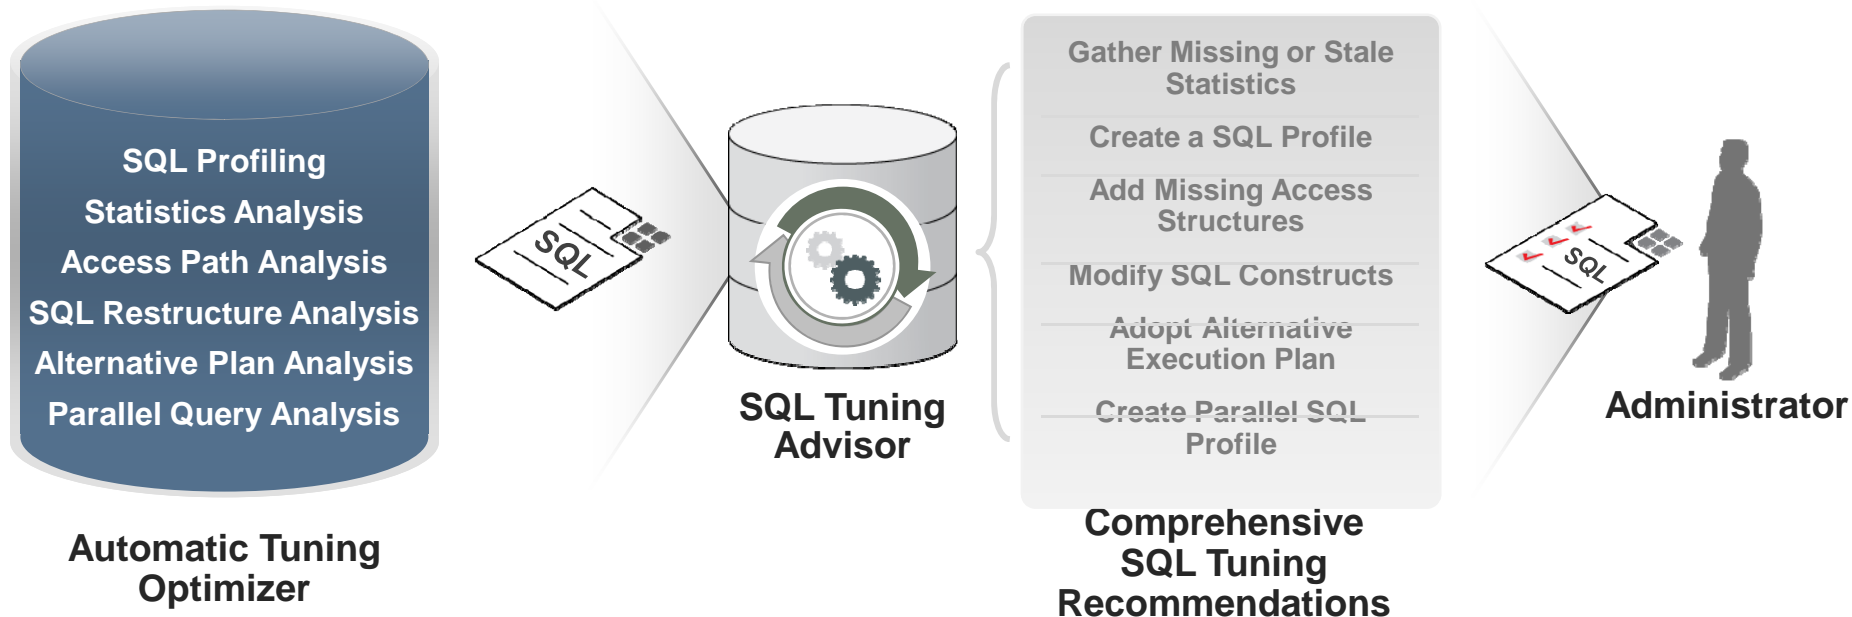 SQL Profiling
Statistics Analysis
Access Path Analysis
SQL Restructure Analysis
Alternative Plan Analysis
Parallel Query Analysis
Automatic Tuning
Optimizer
SQL
SQL Tuning
Advisor
Gather Missing or Stale
Statistics
Create a SQL Profile
Add Missing Access
Structures
Modify SQL Constructs
Adopt Alternative
Execution Plan
Create Parallel SQL
Profile
Comprehensive
SQL Tuning
Recommendations
SQL
Administrator